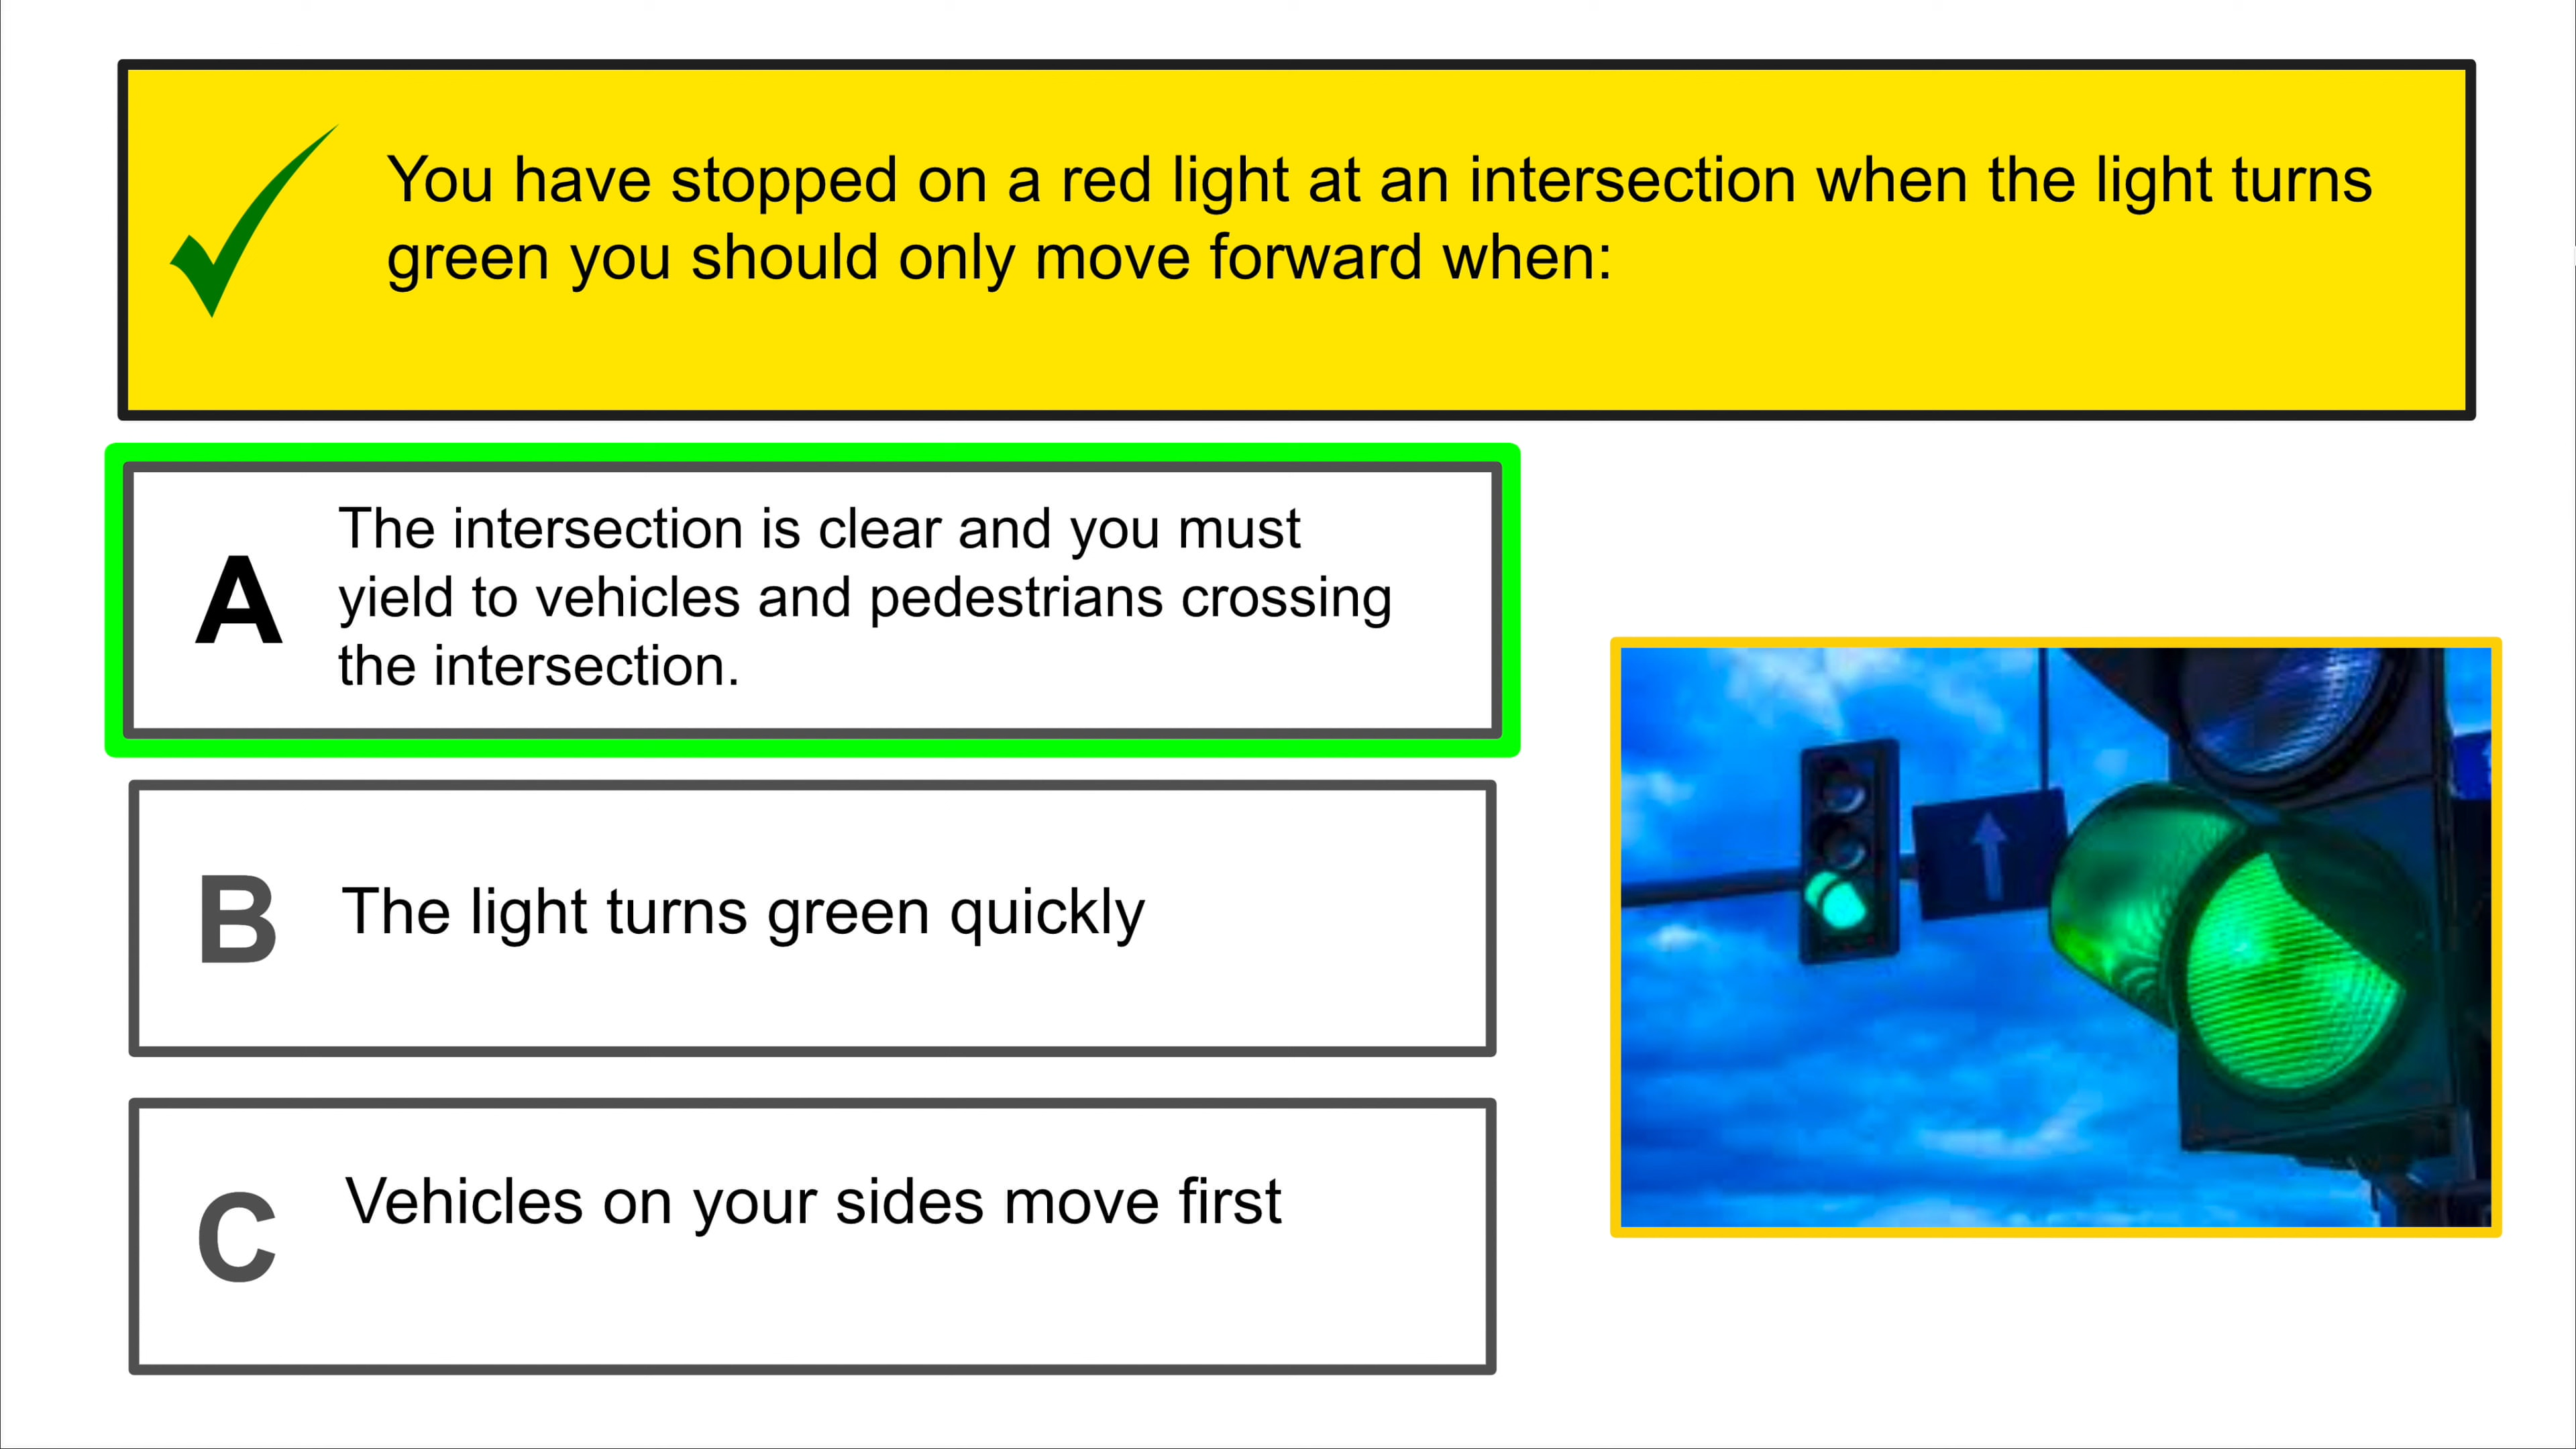 You have stopped on a red light at an intersection when the light turns
green you should only move forward when:
A
The intersection is clear and you must
yield to vehicles and pedestrians crossing
the intersection.
B
The light turns green quickly
C
Vehicles on your sides move first